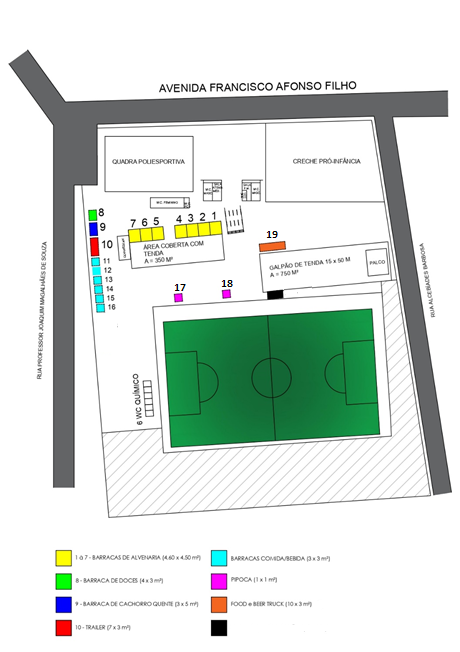 AVENIDA FRANCISCO AFONSO FILHO
QUADRA POLIESPORTIVA
CRECHE PRÓ-INFÂNCIA
8
9
10
11
12
13
14
15
16
7 6 5 4 3 2 1
ÁREA COBERTA COM
TENDA
A = 350 M²
19
GALPÃO DE TENDA 15 x 50 M
A = 750 M²
PALCO
17
18
6 WC QUÍMICO
RUA PROFESSOR JOAQUIM MAGALHÃES DE SOUZA
RUA ALCEBÍADES BARBOSA
1 à 7 - BARRACAS DE ALVENARIA (4,60 x 4,50 m²)
8 - BARRACA DE DOCES (4 x 3 m²)
9 - BARRACA DE CACHORRO QUENTE (3 x 5 m²)
10 - TRAILER (7 x 3 m²)
BARRACAS COMIDA/BEBIDA (3 x 3 m²)
PIPOCA (1 x 1 m²)
FOOD e BEER TRUCK (10 x 3 m²)